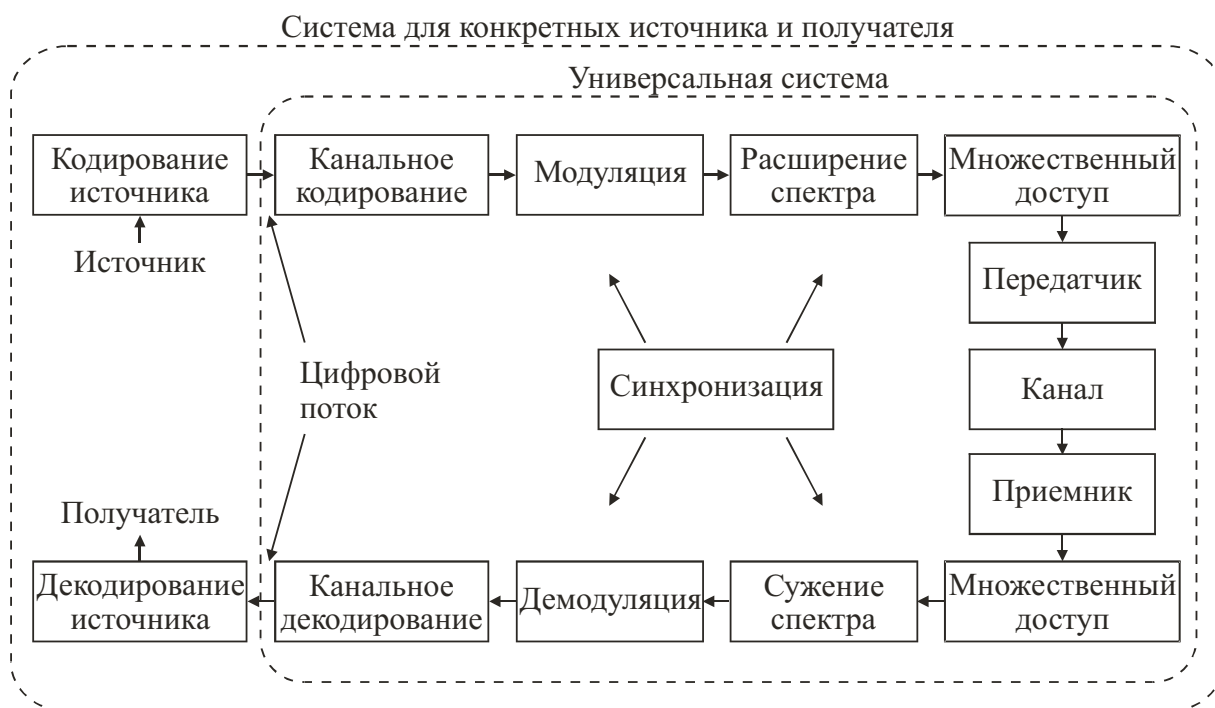 Система для конкретных источника и получателя
Универсальная система
Кодирование
источника
Канальное
кодирование
Модуляция
Расширение
спектра
Множественный
доступ
Источник
Передатчик
Цифровой
поток
Синхронизация
Канал
Приемник
Получатель
Декодирование
источника
Канальное
декодирование
Демодуляция
Сужение
спектра
Множественный
доступ